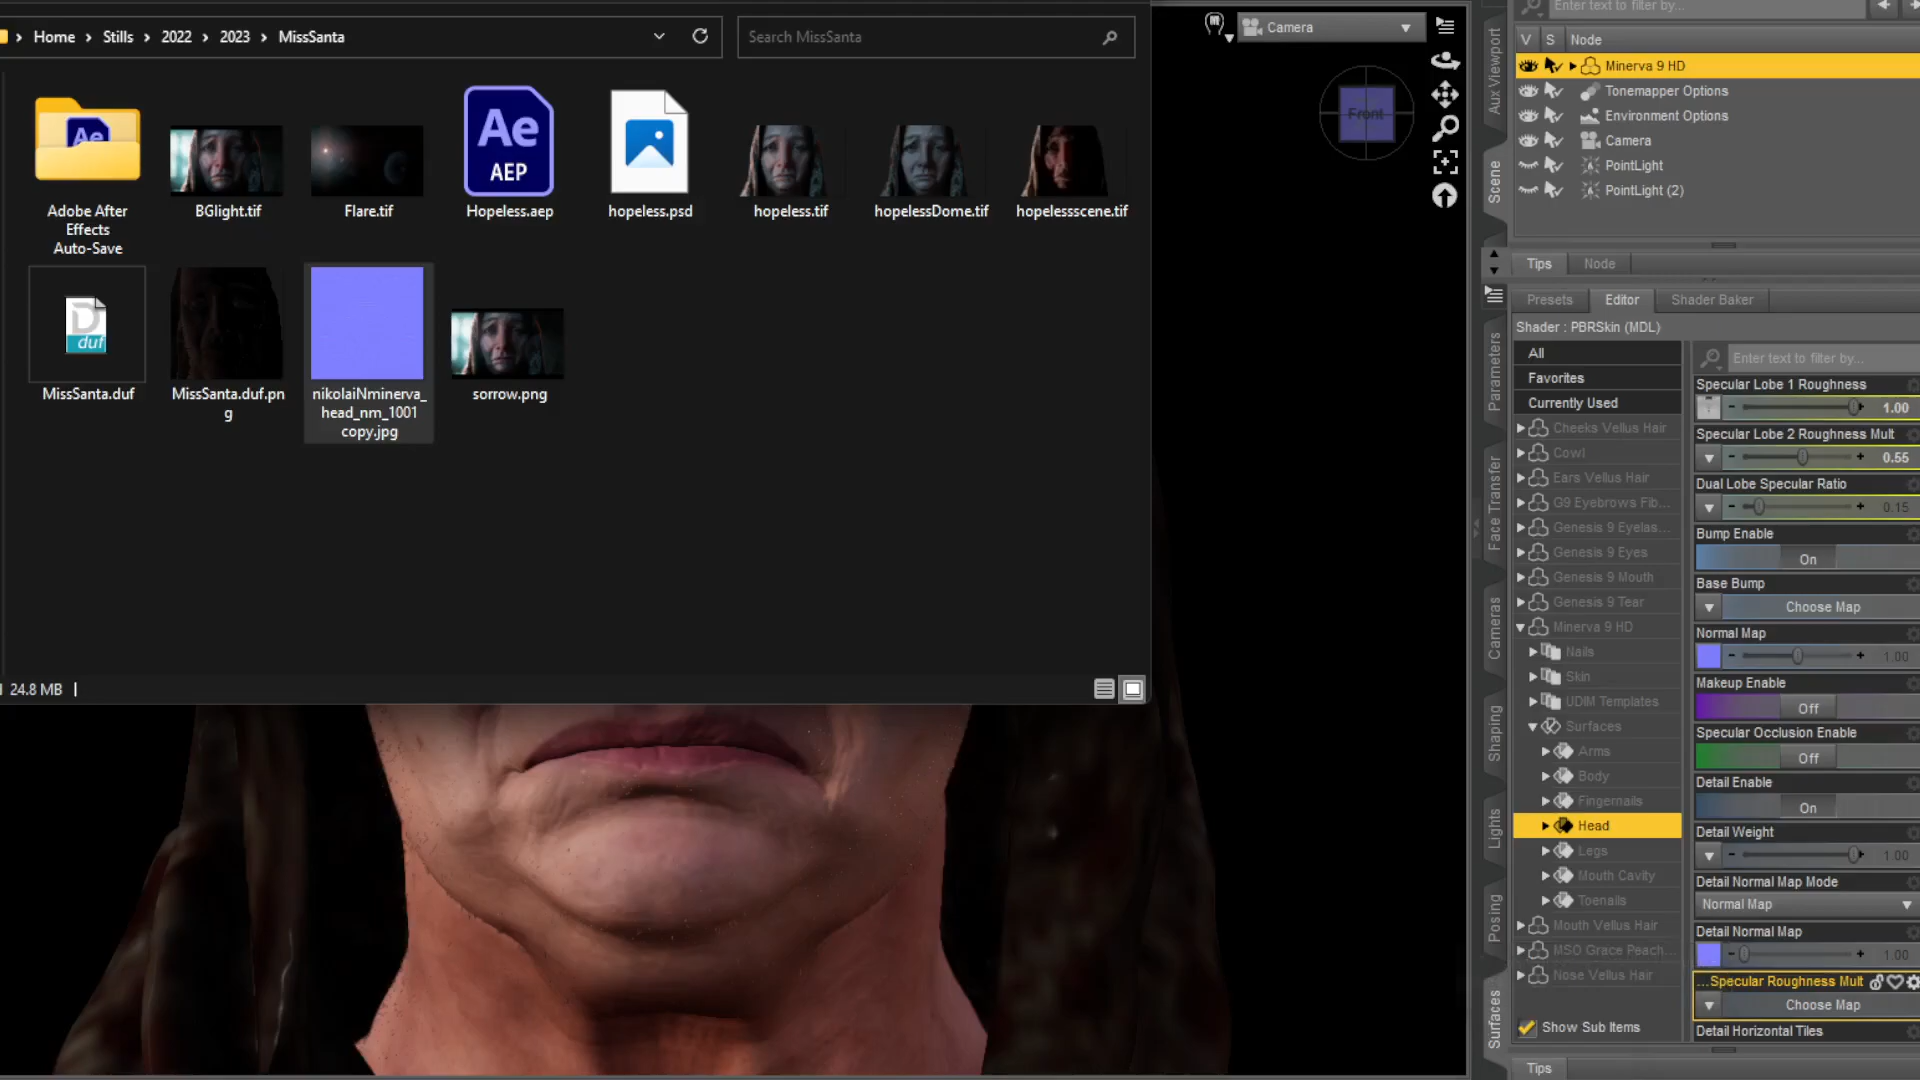 Home > Stills > 2022 > 2023 > MissSanta
Search MissSanta
Adobe After
Effects
Auto-Save
BGlight.tif
Flare.tif
Ae
AEP
Hopeless.aep
hopeless.psd
hopeless.tif
hopelessDome.tif
hopelessscene.tif
duf
MissSanta.duf
MissSanta.duf.pn
g
nikolaiNminerva_
head_nm_1001
copy.jpg
sorrow.png
24.8 MB
Camera
Front
Aux Viewport
Scene
Enter text to filter by...
V S Node
Minerva 9 HD
Tonemapper Options
Environment Options
Camera
PointLight
PointLight (2)
Tips
Node
Presets
Editor
Shader Baker
Shader : PBRSkin (MDL)
Parameters
Face Transfer
Cameras
Shaping
Lights
Posing
Surfaces
All
Favorites
Currently Used
Cheeks Vellus Hair
Cowl
Ears Vellus Hair
G9 Eyebrows Fib...
Genesis 9 Eyelas...
Genesis 9 Eyes
Genesis 9 Mouth
Genesis 9 Tear
Minerva 9 HD
Nails
Skin
UDIM Templates
Surfaces
Arms
Body
Fingernails
Head
Legs
Mouth Cavity
Toenails
Mouth Vellus Hair
MSO Grace Peach...
Nose Vellus Hair
Show Sub Items
Enter text to filter by...
Specular Lobe 1 Roughness
1.00
Specular Lobe 2 Roughness Mult
0.55
Dual Lobe Specular Ratio
0.15
Bump Enable
On
Base Bump
Choose Map
Normal Map
1.00
Makeup Enable
Off
Specular Occlusion Enable
Off
Detail Enable
On
Detail Weight
1.00
Detail Normal Map Mode
Normal Map
Detail Normal Map
1.00
...Specular Roughness Mult
Choose Map
Detail Horizontal Tiles
Tips